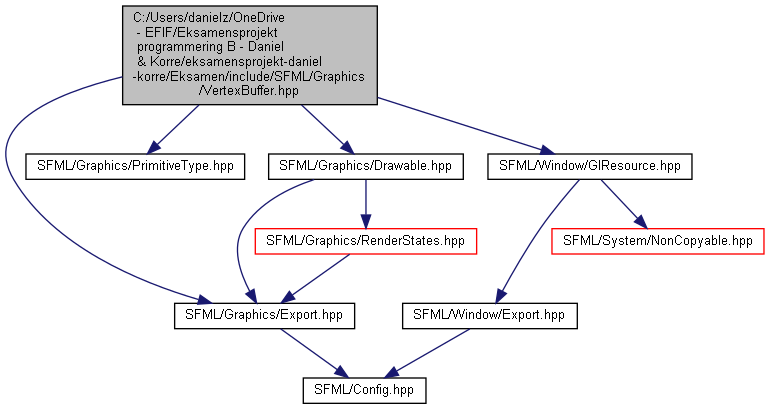 C:/Users/danielz/OneDrive
- EFIF/Eksamensprojekt
programmering B - Daniel
& Korre/eksamensprojekt-daniel
-korre/Eksamen/include/SFML/Graphics
/VertexBuffer.hpp
SFML/Graphics/PrimitiveType.hpp
SFML/Graphics/Drawable.hpp
SFML/Window/GlResource.hpp
SFML/Graphics/RenderStates.hpp
SFML/System/NonCopyable.hpp
SFML/Graphics/Export.hpp
SFML/Window/Export.hpp
SFML/Config.hpp